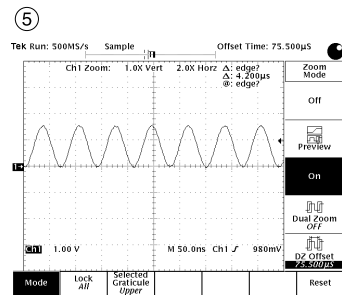 5
Tek Run: 500MS/s Sample Offset Time: 75.500µS
Ch1 Zoom: 1.0X Vert 2.0X Horz
Δ: edge?
Δ: 4.200µs
@: edge?
1
Ch1 1.00 V M 50.0ns Ch1 980mV
Zoom
Mode
Off
Preview
On
Dual Zoom
OFF
DZ Offset
75.500µS
Reset
Mode
Lock
All
Selected
Graticule
Upper